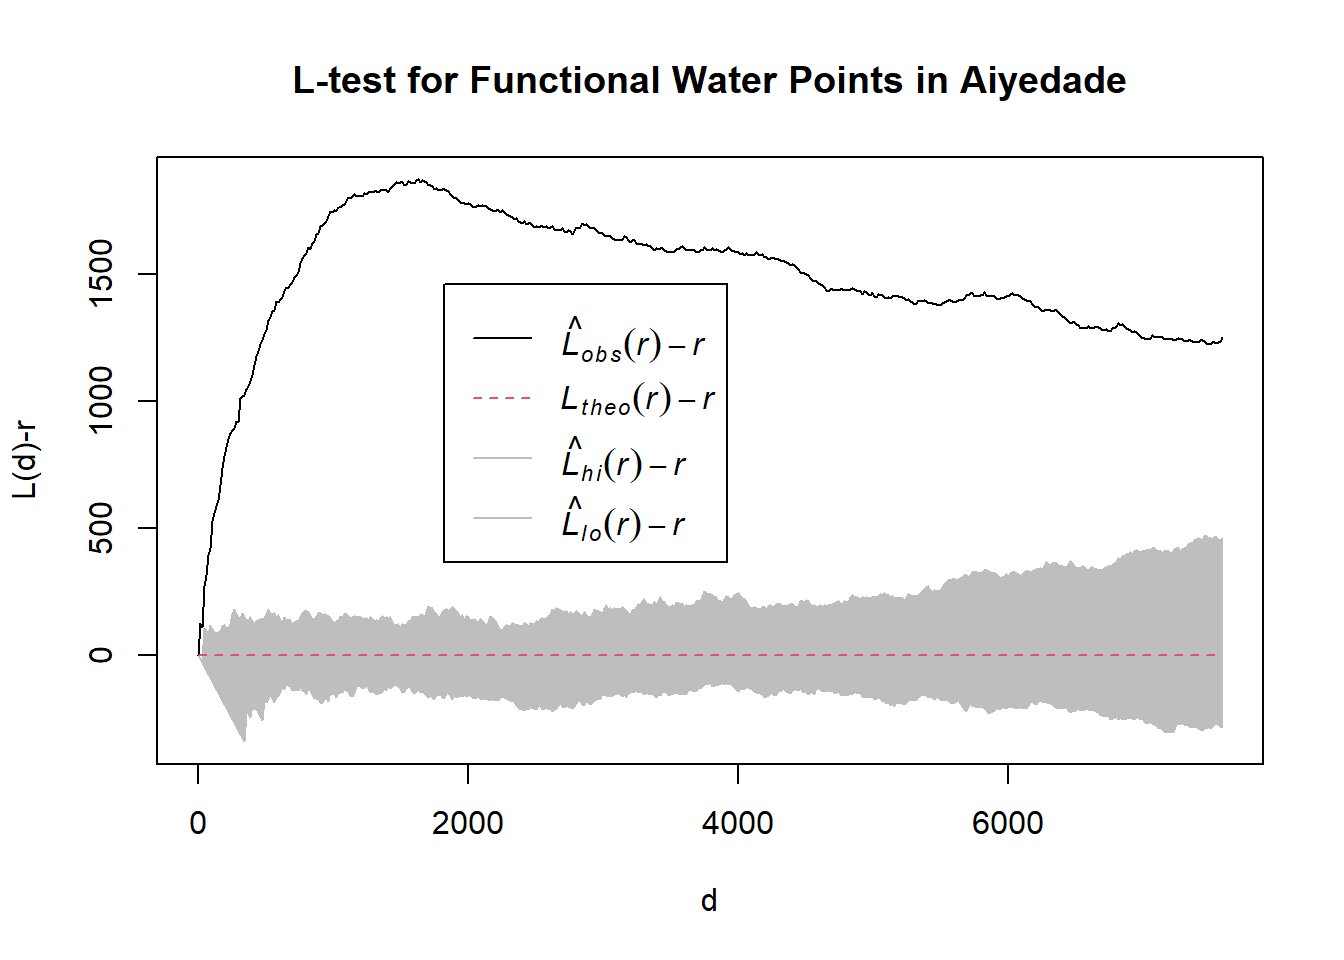 L-test for Functional Water Points in Aiyedade
L(d)-r
1500
1000
500
0
L̂obs(r) − r
Ltheo(r) − r
L̂hi(r) − r
L̂lo(r) − r
0 2000 4000 6000
d